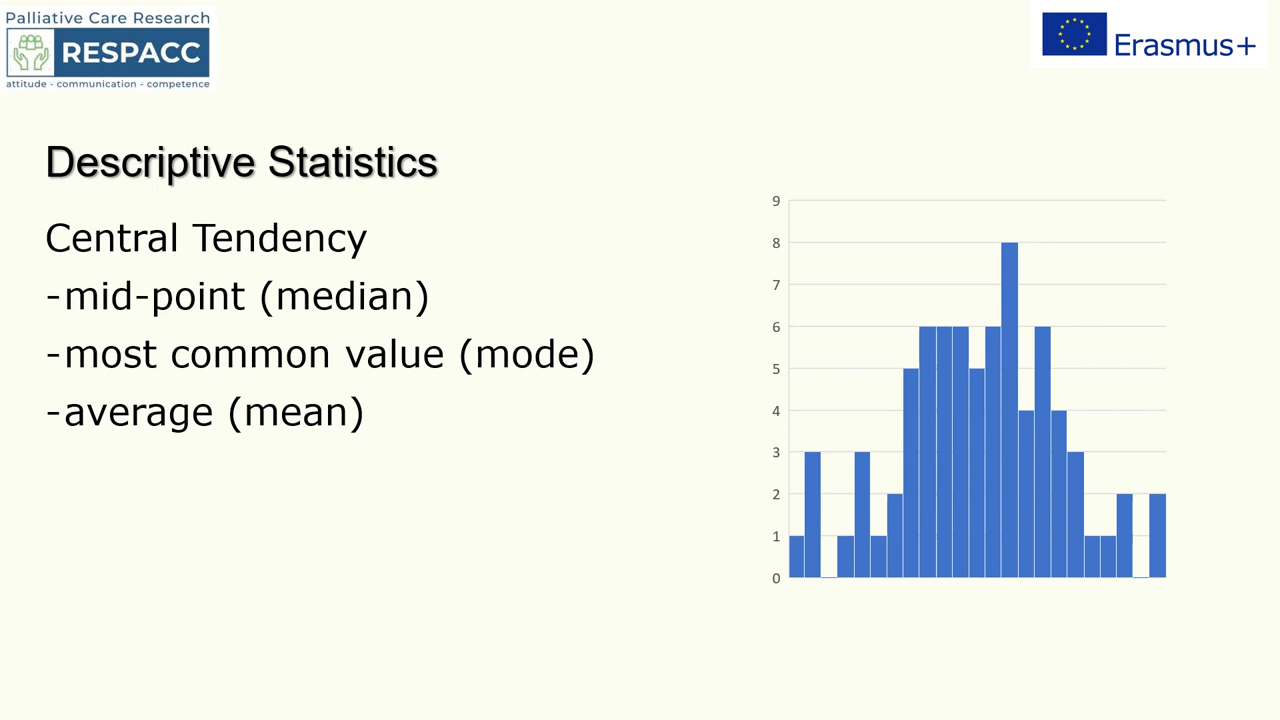 Palliative Care Research
RESPACC
attitude - communication - competence
Erasmus+
Descriptive Statistics
Central Tendency
-mid-point (median)
-most common value (mode)
-average (mean)
9
8
7
6
5
4
3
2
1
0